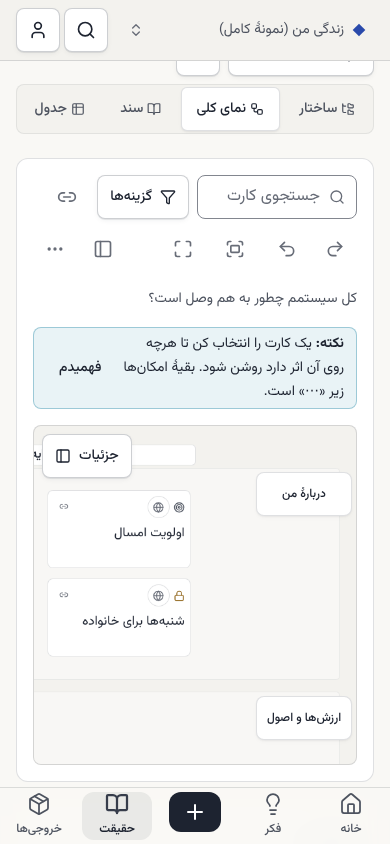 زندگی من (نمونهٔ کامل)
ساختار
نمای کلی
سند
جدول
جستجوی کارت
گزینه‌ها
کل سیستمم چطور به هم وصل است؟
نکته: یک کارت را انتخاب کن تا هرچه
روی آن اثر دارد روشن شود. بقیهٔ امکان‌ها
زیر «···» است.
فهمیدم
جزئیات
دربارهٔ من
اولویت امسال
شنبه‌ها برای خانواده
ارزش‌ها و اصول
خانه
فکر
حقیقت
خروجی‌ها